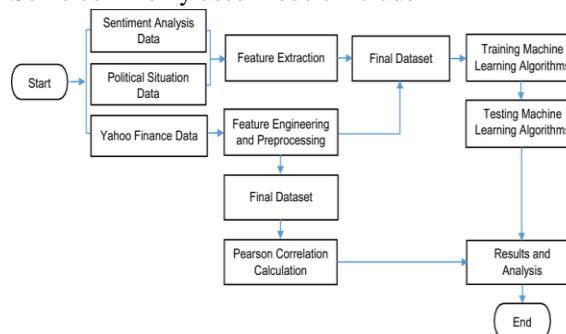 Sentiment Analysis
Data
Political Situation
Data
Yahoo Finance Data
Start
Feature Extraction
Feature Engineering
and Preprocessing
Final Dataset
Pearson Correlation
Calculation
Final Dataset
Training Machine
Learning Algorithms
Testing Machine
Learning Algorithms
Results and
Analysis
End